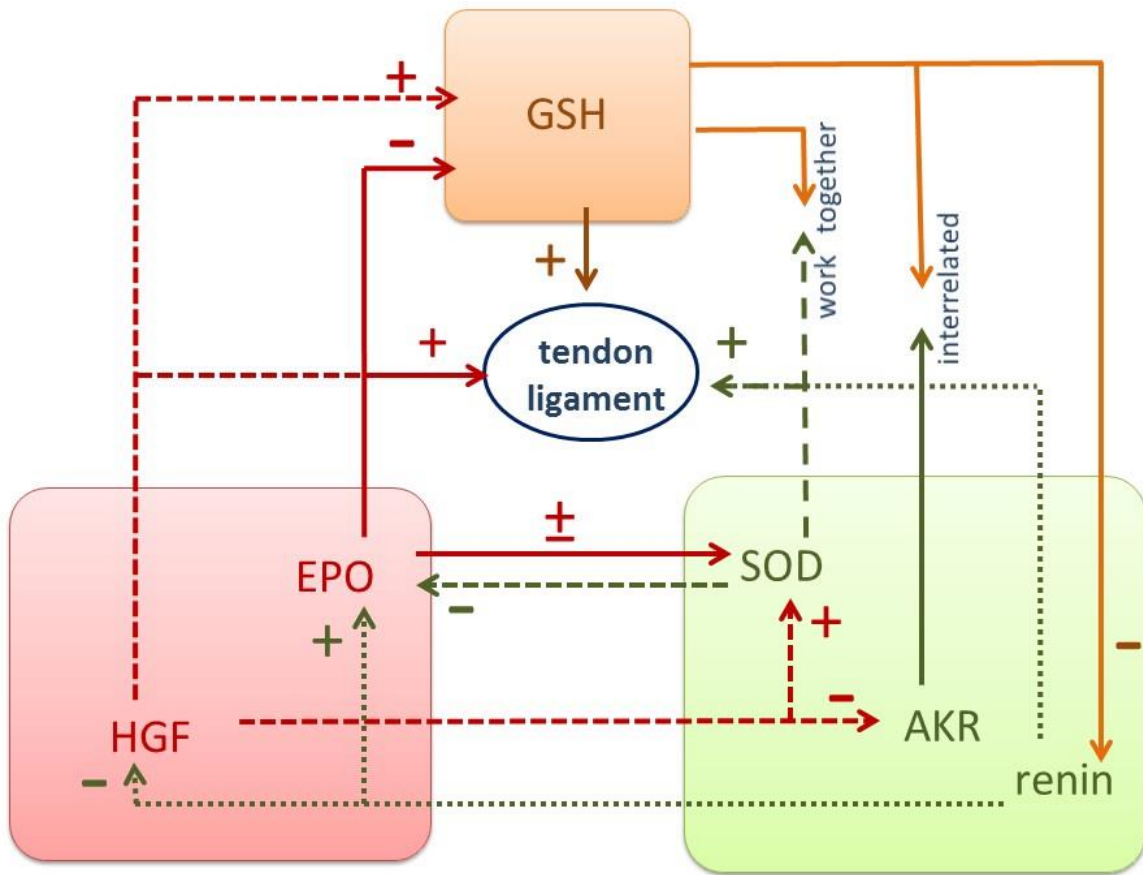 +
GSH
-
+
work together
interrelated
+
tendon
ligament
+
±
EPO
SOD
-
+
+
-
-
HGF
AKR
-
renin